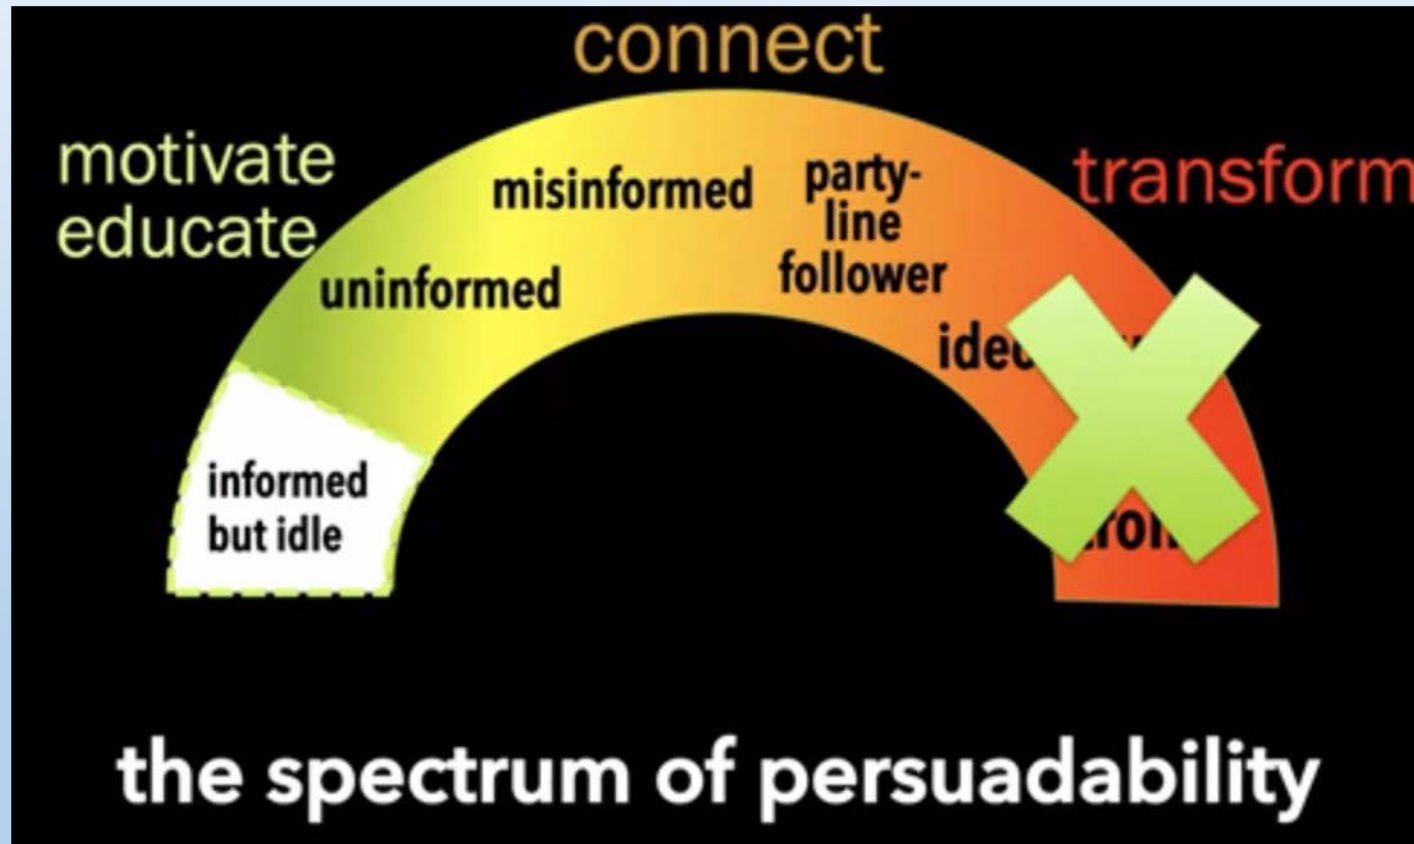 connect
motivate
educate
transform
misinformed
party-
line
follower
uninformed
informed
but idle
the spectrum of persuadability